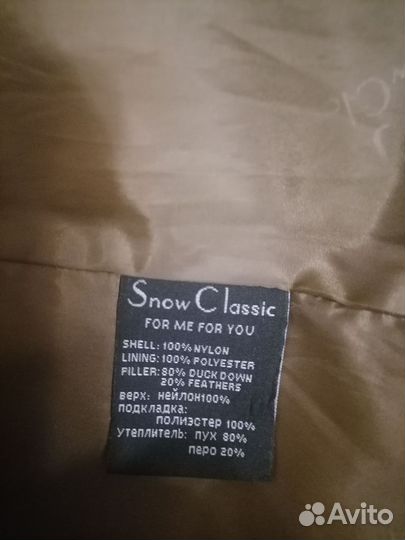 Snow Classic
FOR ME FOR YOU
SHELL: 100% NYLON
LINING: 100% POLYESTER
FILLER: 80% DUCK DOWN
20% FEATHERS
верх: нейлон100%
подкладка:
полиэстер 100%
утеплитель: пух 80%
перо 20%
Avito